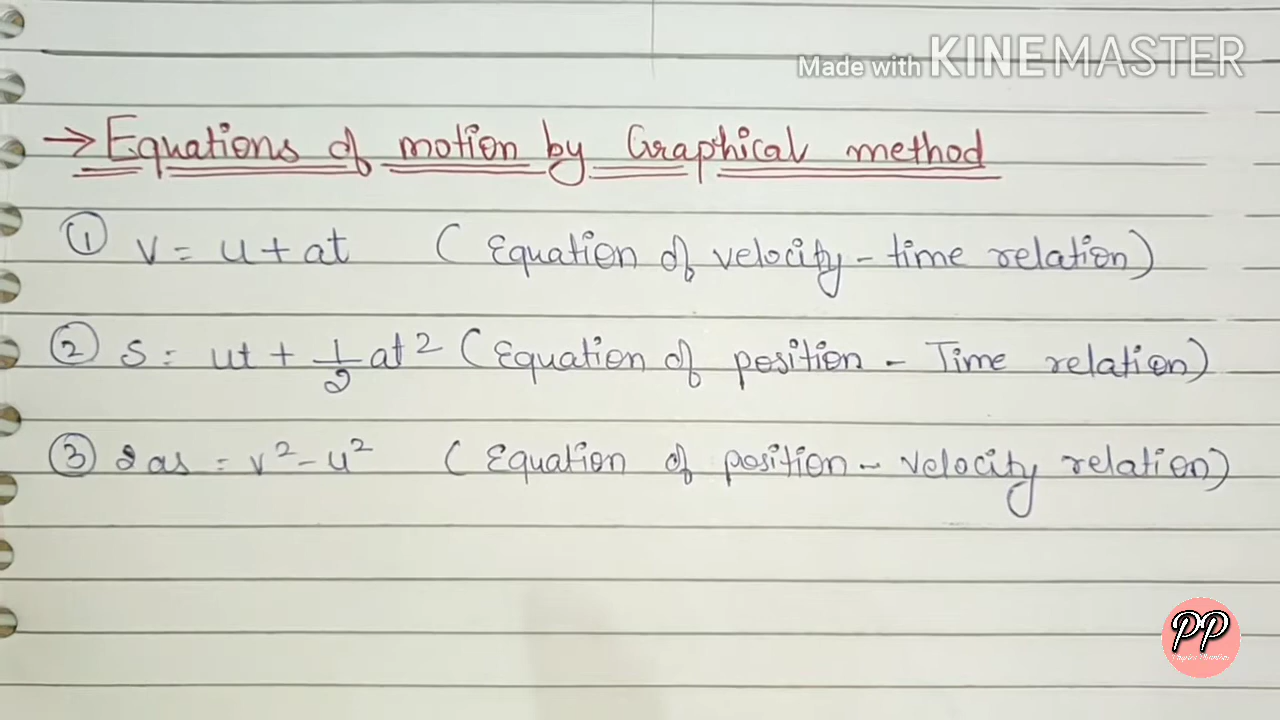 Made with KINEMASTER
→ Equations of motion by Graphical method
① v = u + at ( Equation of velocity - time relation)
② s = ut + 1/2 at² (Equation of position - Time relation)
③ 2as = v² - u² ( Equation of position - velocity relation)
PP